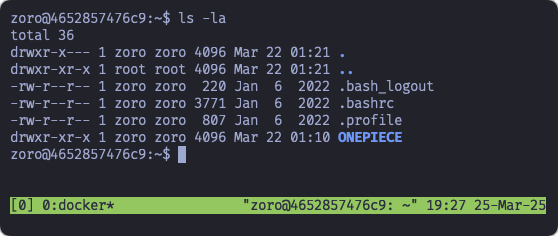 zoro@4652857476c9:~$ ls -la
total 36
drwxr-x--- 1 zoro zoro 4096 Mar 22 01:21 .
drwxr-xr-x 1 root root 4096 Mar 22 01:21 ..
-rw-r--r-- 1 zoro zoro  220 Jan  6  2022 .bash_logout
-rw-r--r-- 1 zoro zoro 3771 Jan  6  2022 .bashrc
-rw-r--r-- 1 zoro zoro  807 Jan  6  2022 .profile
drwxr-xr-x 1 zoro zoro 4096 Mar 22 01:10 ONEPIECE
zoro@4652857476c9:~$
[0] 0:docker* "zoro@4652857476c9: ~" 19:27 25-Mar-25